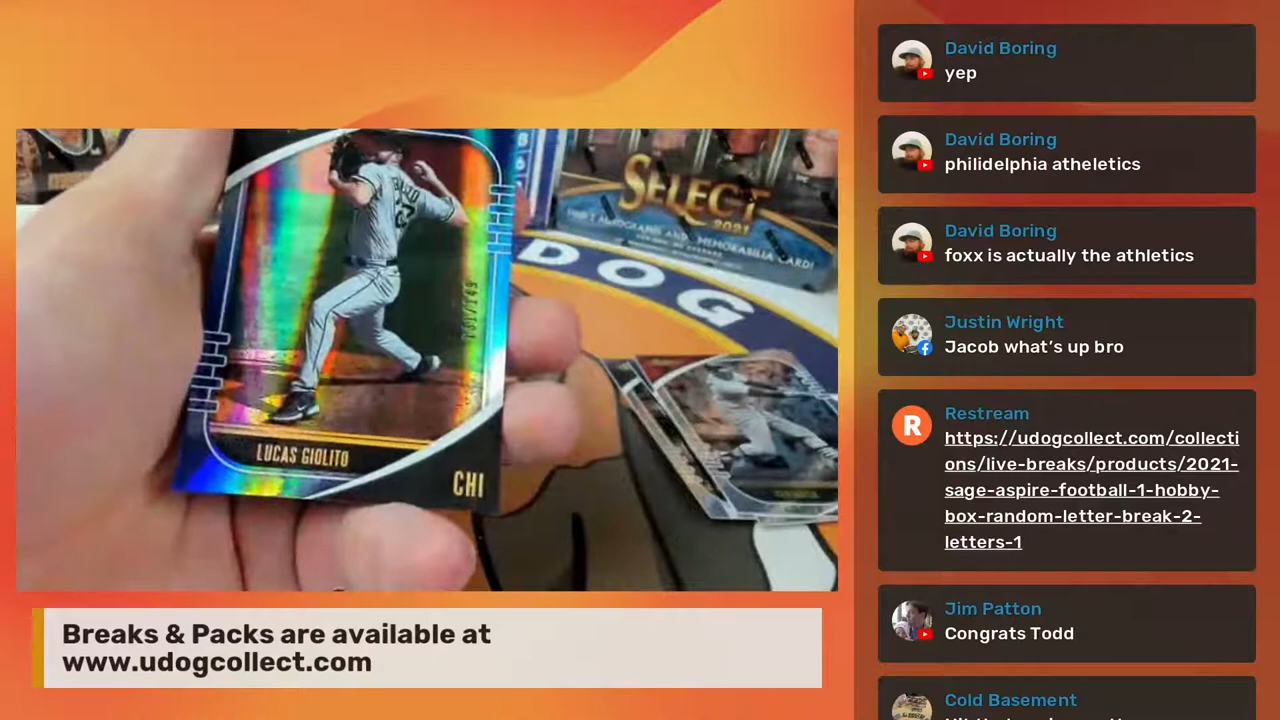 SELECT
2021
DOG
131/149
LUCAS GIOLITO
CHI
Breaks & Packs are available at
www.udogcollect.com
David Boring
yep
David Boring
philidelphia atheletics
David Boring
foxx is actually the athletics
Justin Wright
Jacob what's up bro
R
Restream
https://udogcollect.com/collecti
ons/live-breaks/products/2021-
sage-aspire-football-1-hobby-
box-random-letter-break-2-
letters-1
Jim Patton
Congrats Todd
Cold Basement